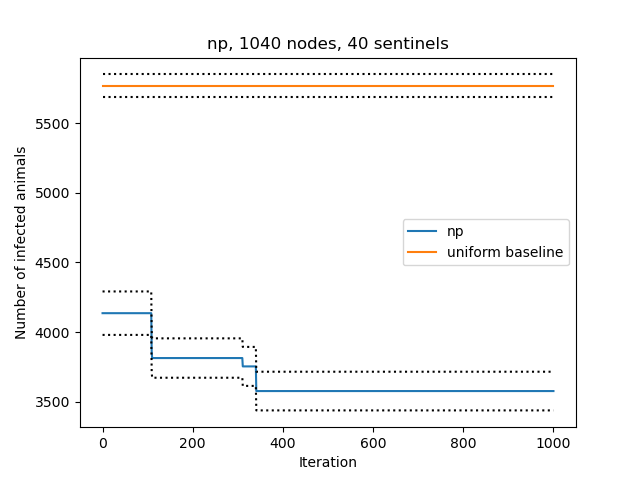 np, 1040 nodes, 40 sentinels
Number of infected animals
5500
5000
4500
4000
3500
np
uniform baseline
0 200 400 600 800 1000
Iteration